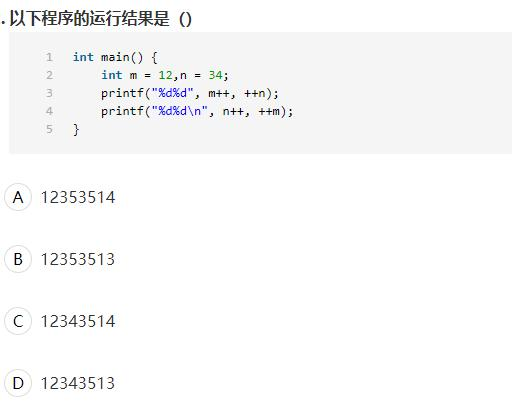 . 以下程序的运行结果是（）
1 int main() {
2     int m = 12,n = 34;
3     printf("%d%d", m++, ++n);
4     printf("%d%d\n", n++, ++m);
5 }
A 12353514
B 12353513
C 12343514
D 12343513